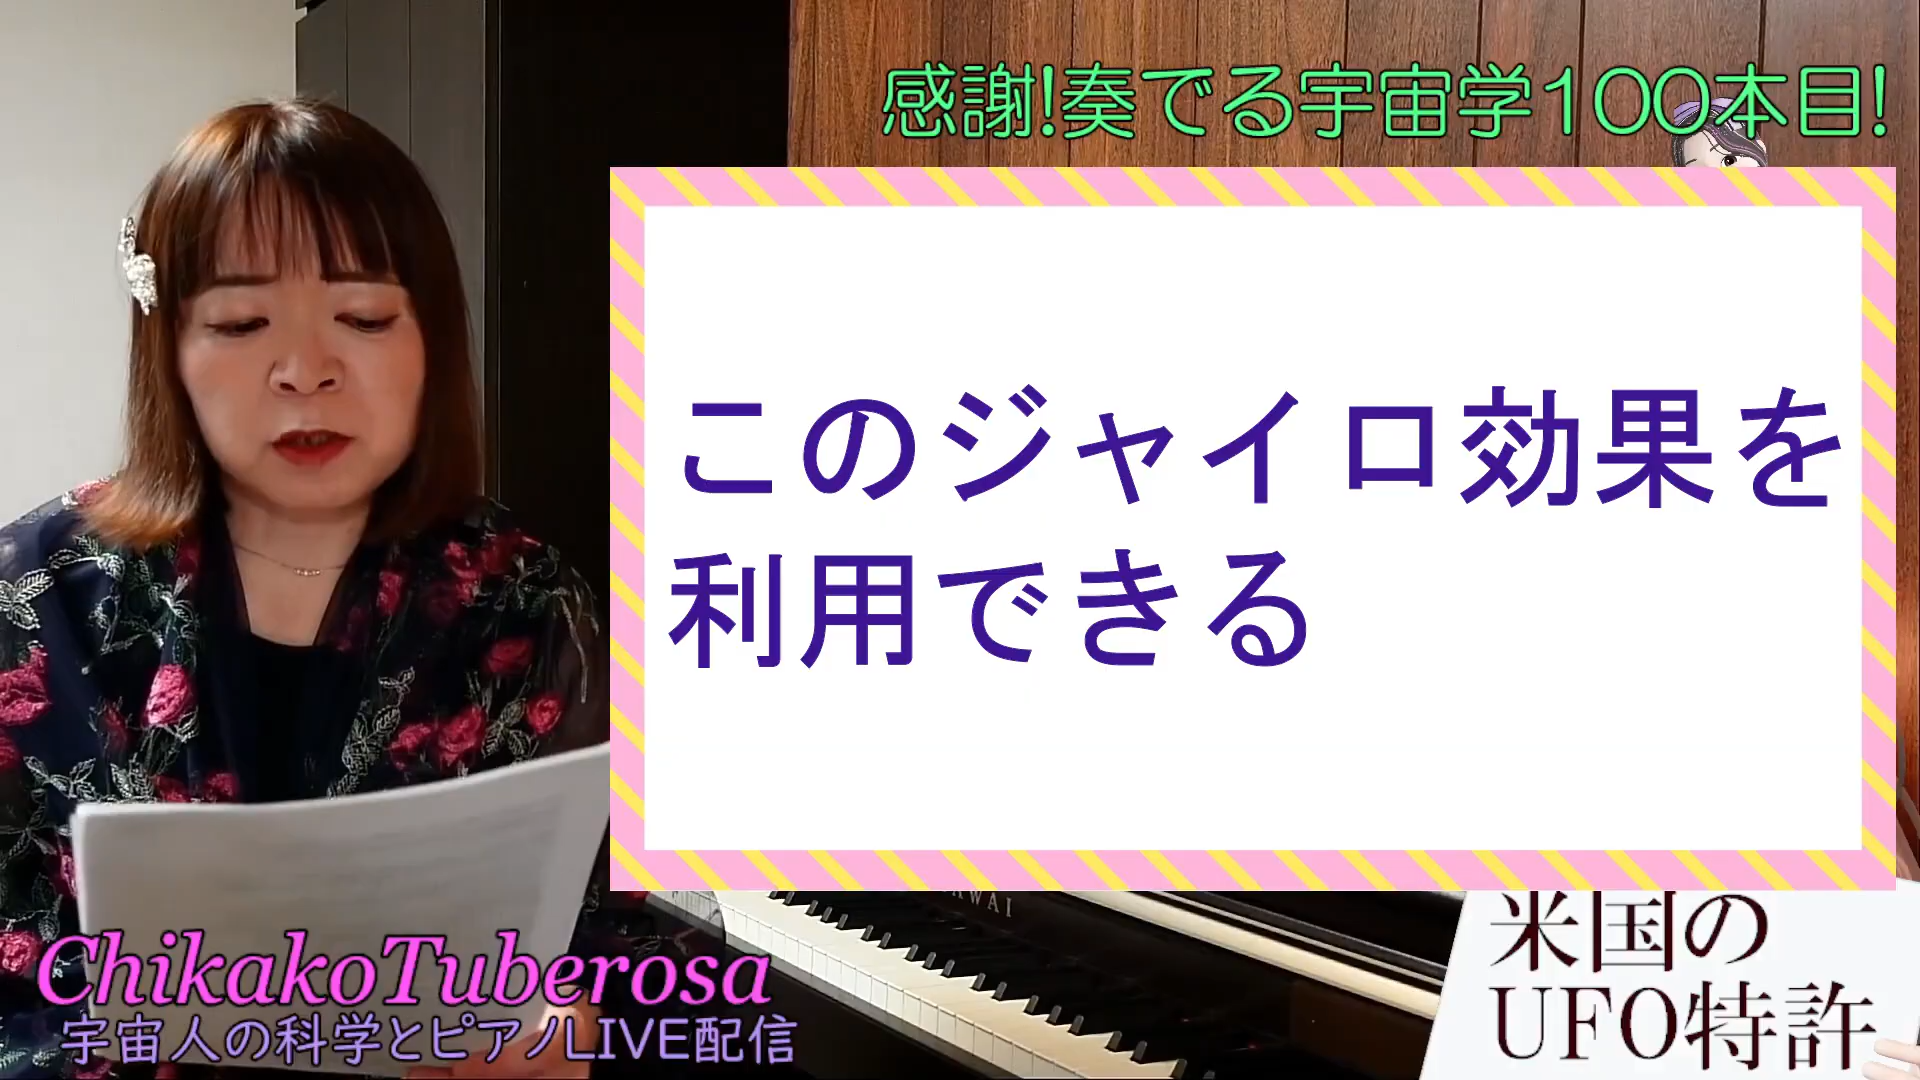 感謝!奏でる宇宙学100本目!
このジャイロ効果を
利用できる
AWAI
ChikakoTuberosa
宇宙人の科学とピアノLIVE配信
米国の
UFO特許